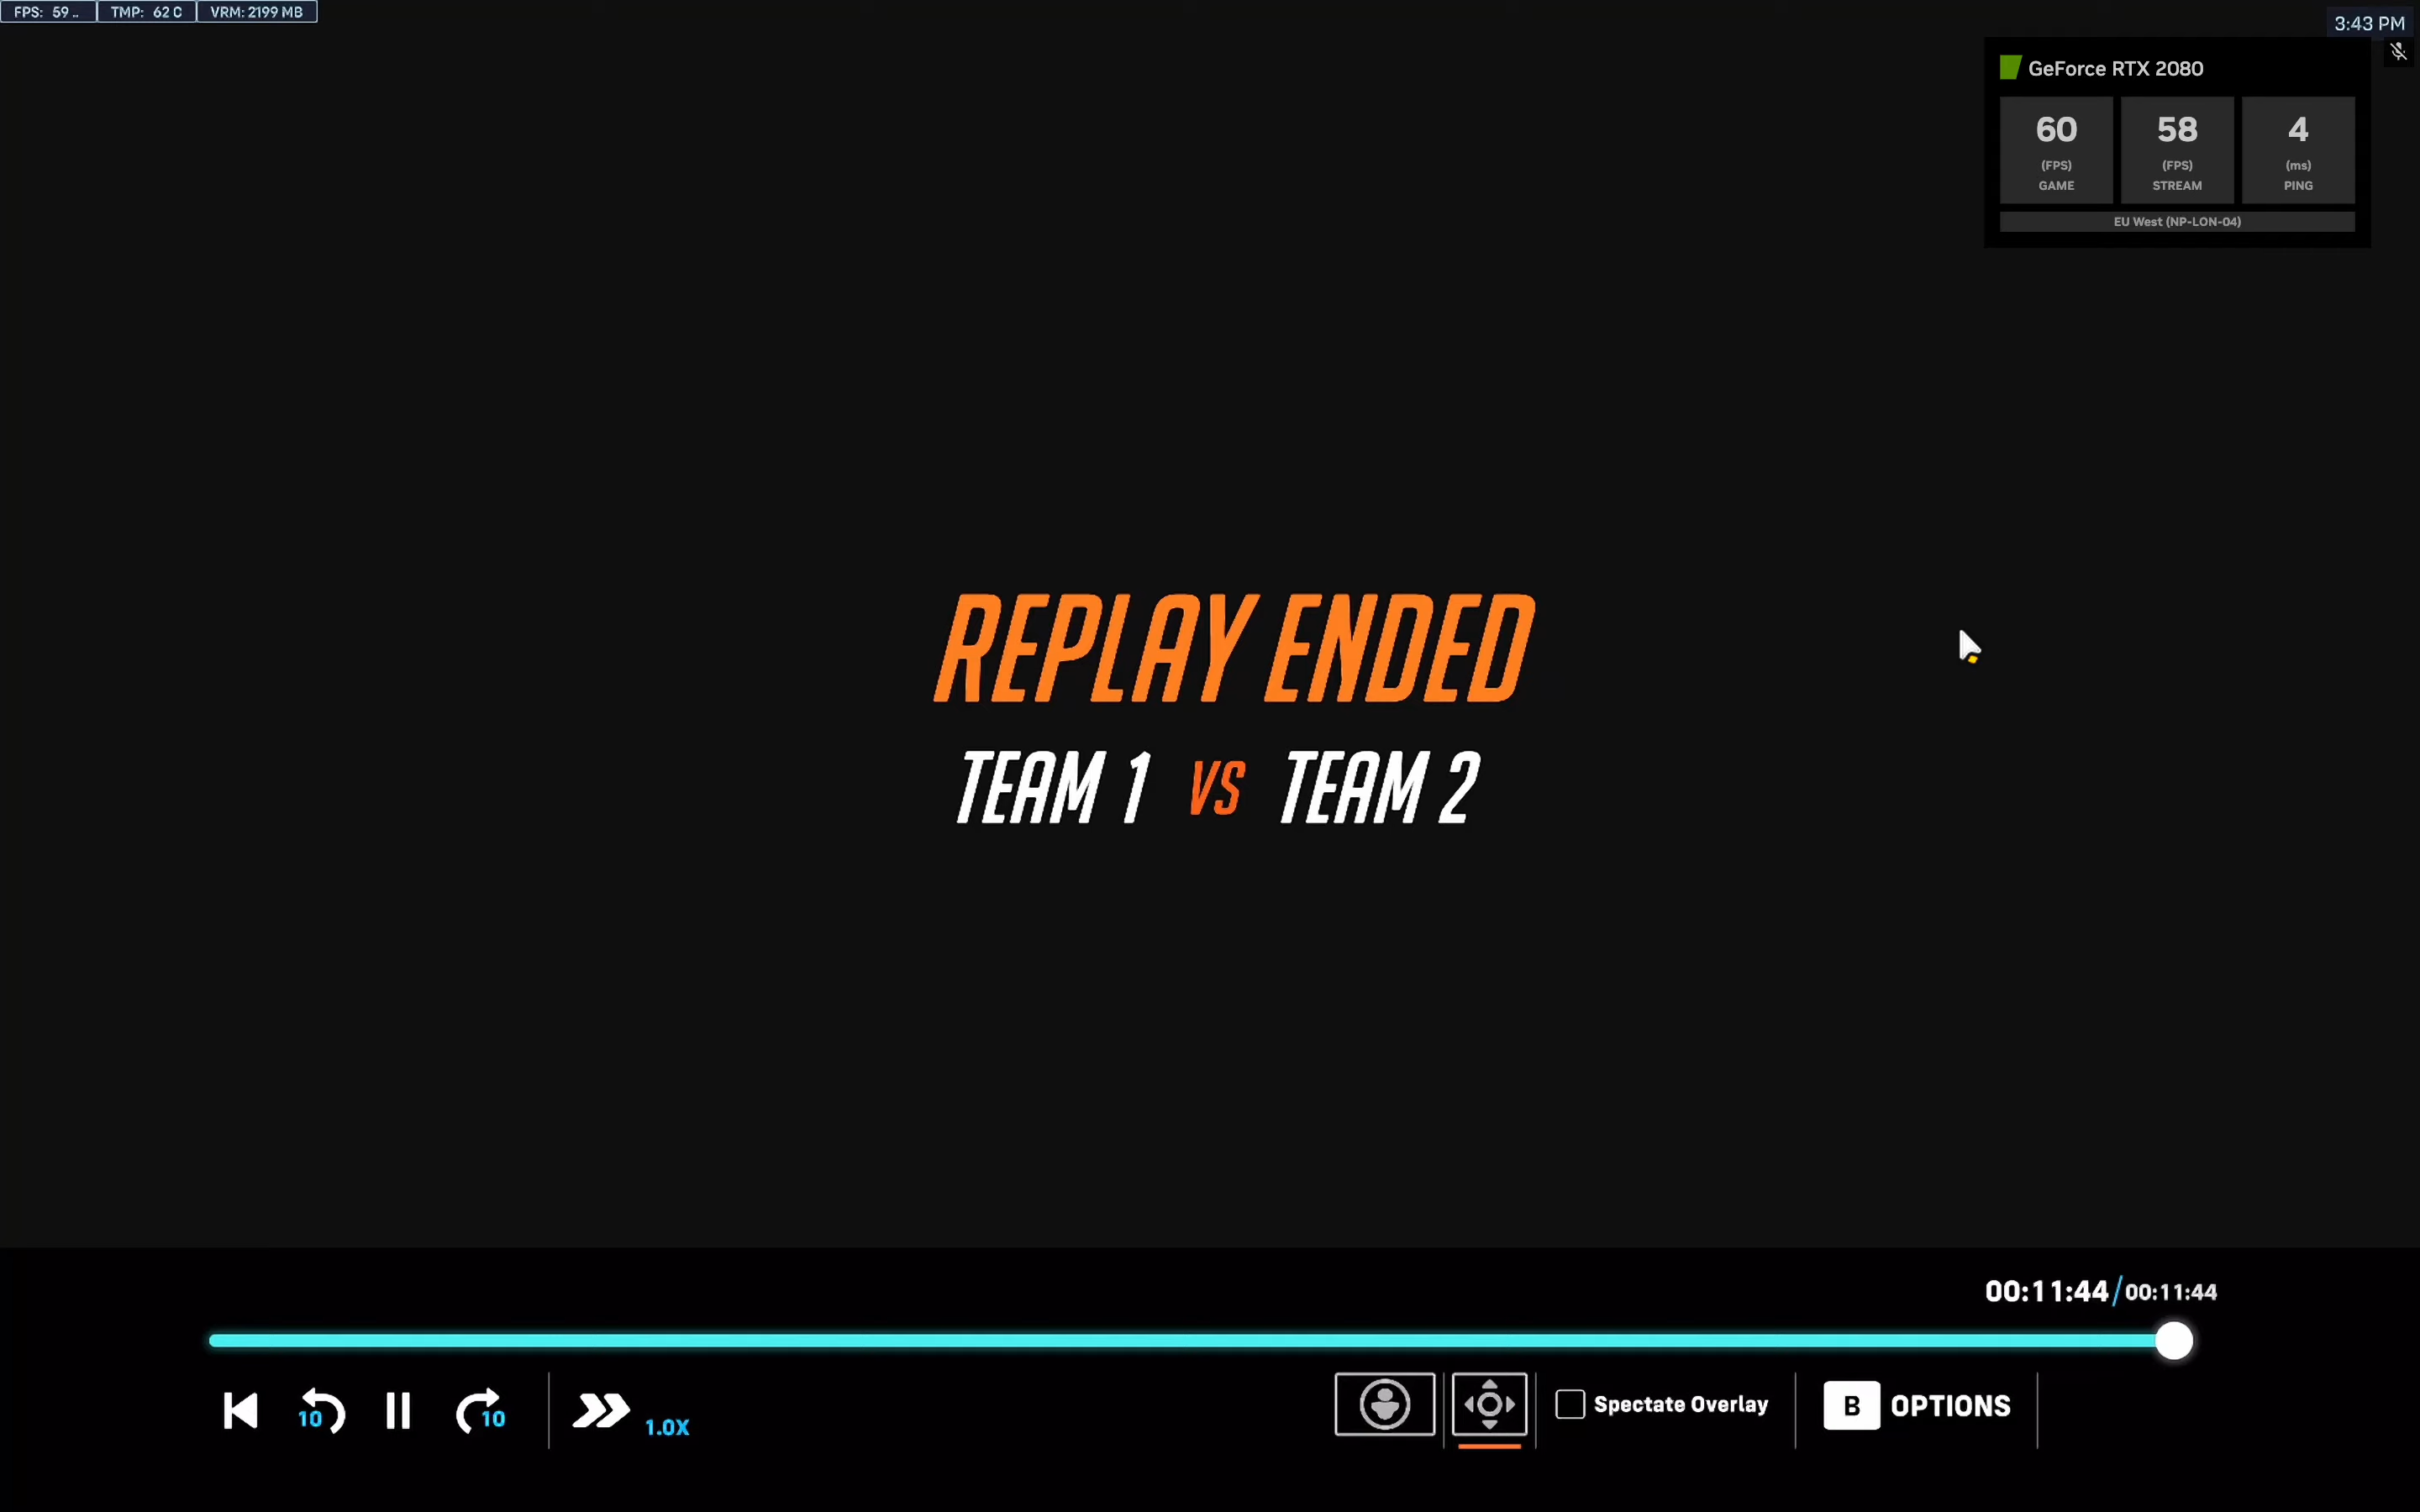 FPS: 59 .. TMP: 62 C VRM: 2199 MB
3:43 PM
GeForce RTX 2080
60 58 4
(FPS) (FPS) (ms)
GAME STREAM PING
EU West (NP-LON-04)
REPLAY ENDED
TEAM 1 VS TEAM 2
00:11:44/00:11:44
10 10 1.0X Spectate Overlay B OPTIONS